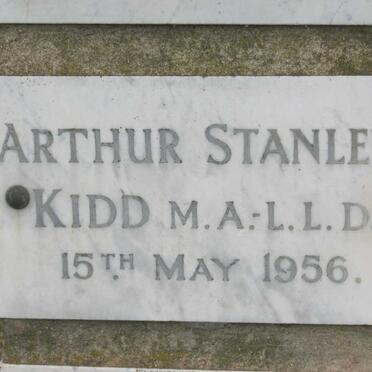 ARTHUR STANLE
KIDD M.A:-L.L.D
15TH MAY 1956.